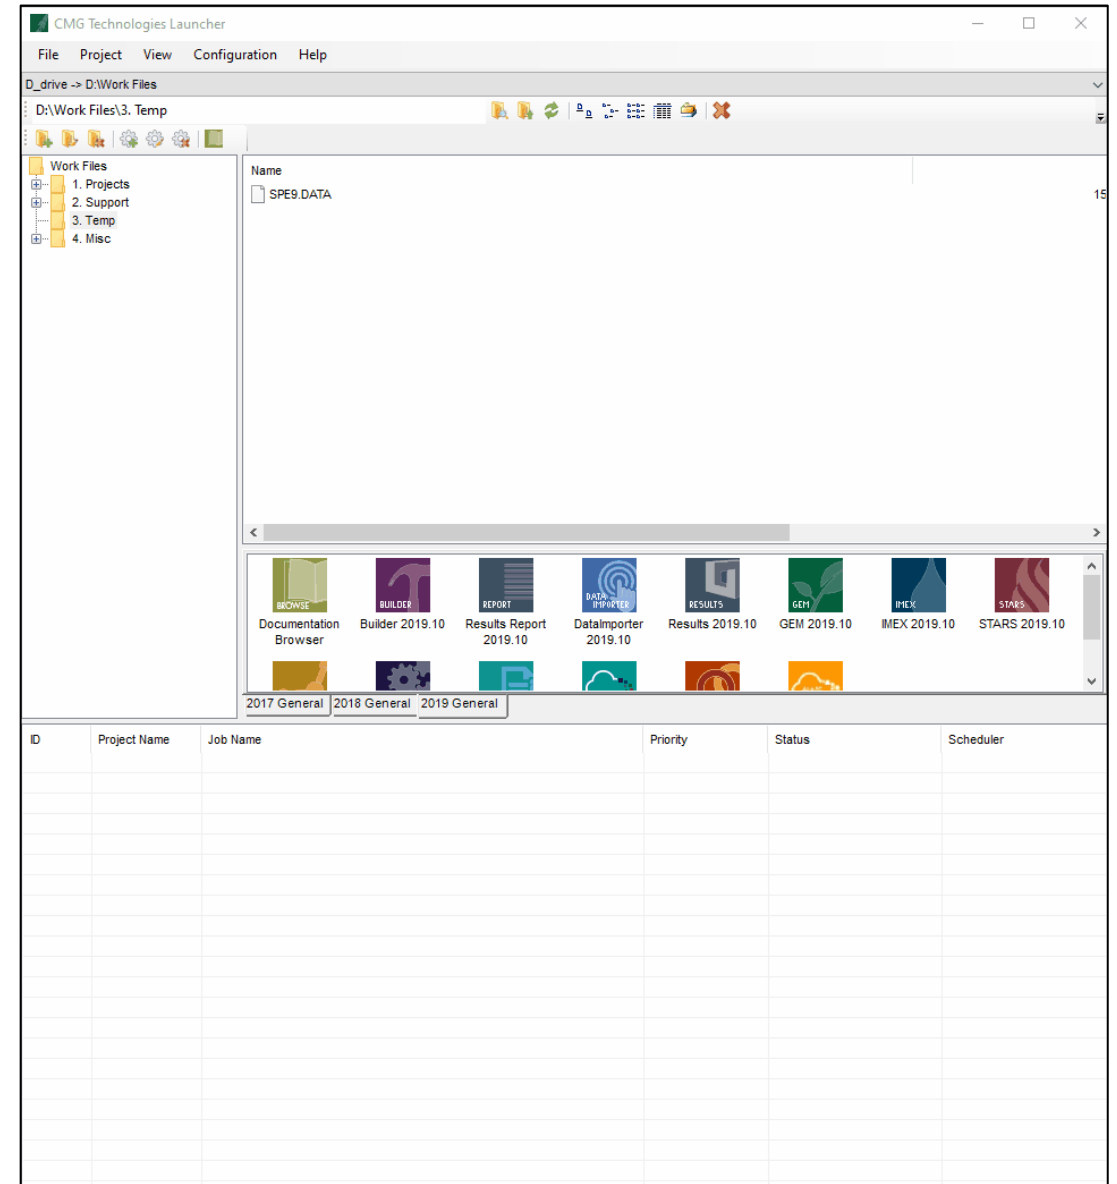 CMG Technologies Launcher
File Project View Configuration Help
D_drive -> D:\Work Files
D:\Work Files\3. Temp
Work Files
1. Projects
2. Support
3. Temp
4. Misc
Name
SPE9.DATA
15
BROWSE
BUILDER
REPORT
DATA
IMPORTER
RESULTS
GEM
IMEX
STARS
Documentation
Browser
Builder 2019.10
Results Report
2019.10
DataImporter
2019.10
Results 2019.10
GEM 2019.10
IMEX 2019.10
STARS 2019.10
2017 General 2018 General 2019 General
ID Project Name Job Name Priority Status Scheduler